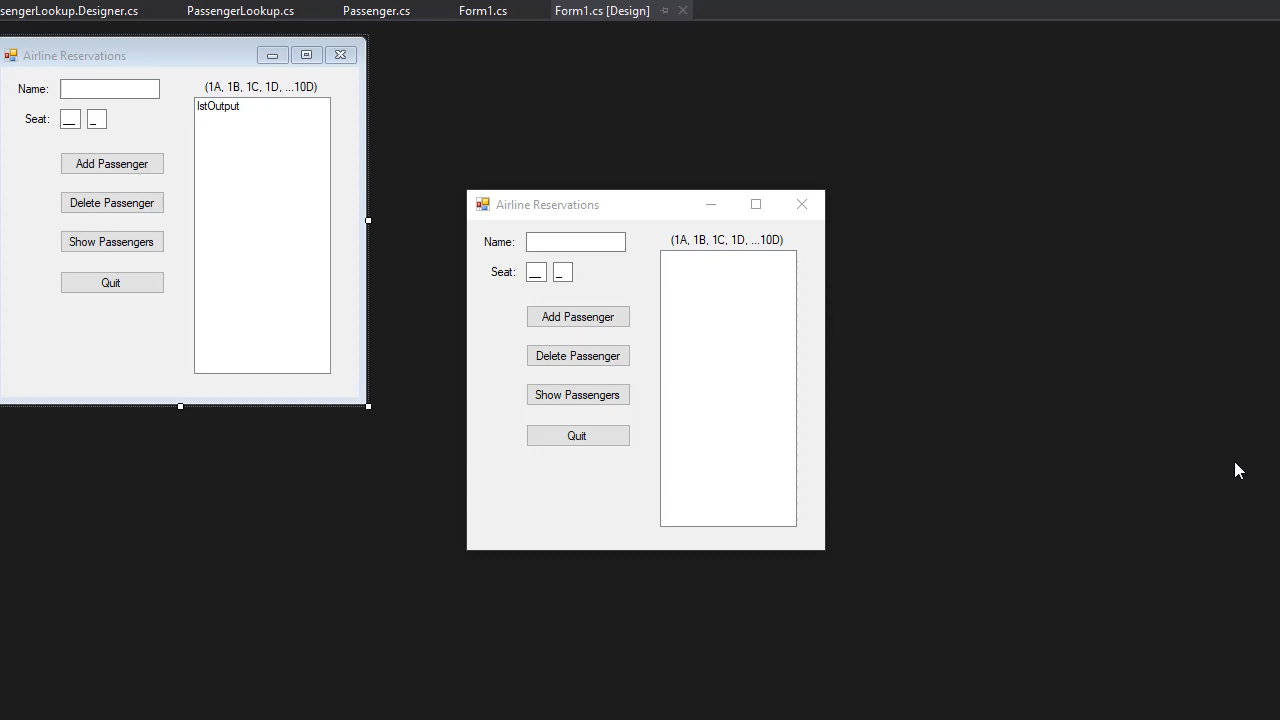 sengerLookup.Designer.cs PassengerLookup.cs Passenger.cs Form1.cs Form1.cs [Design]
Airline Reservations
Name: (1A, 1B, 1C, 1D, ...10D)
lstOutput
Seat: __ _
Add Passenger
Delete Passenger
Show Passengers
Quit
Airline Reservations
Name: (1A, 1B, 1C, 1D, ...10D)
Seat: __ _
Add Passenger
Delete Passenger
Show Passengers
Quit